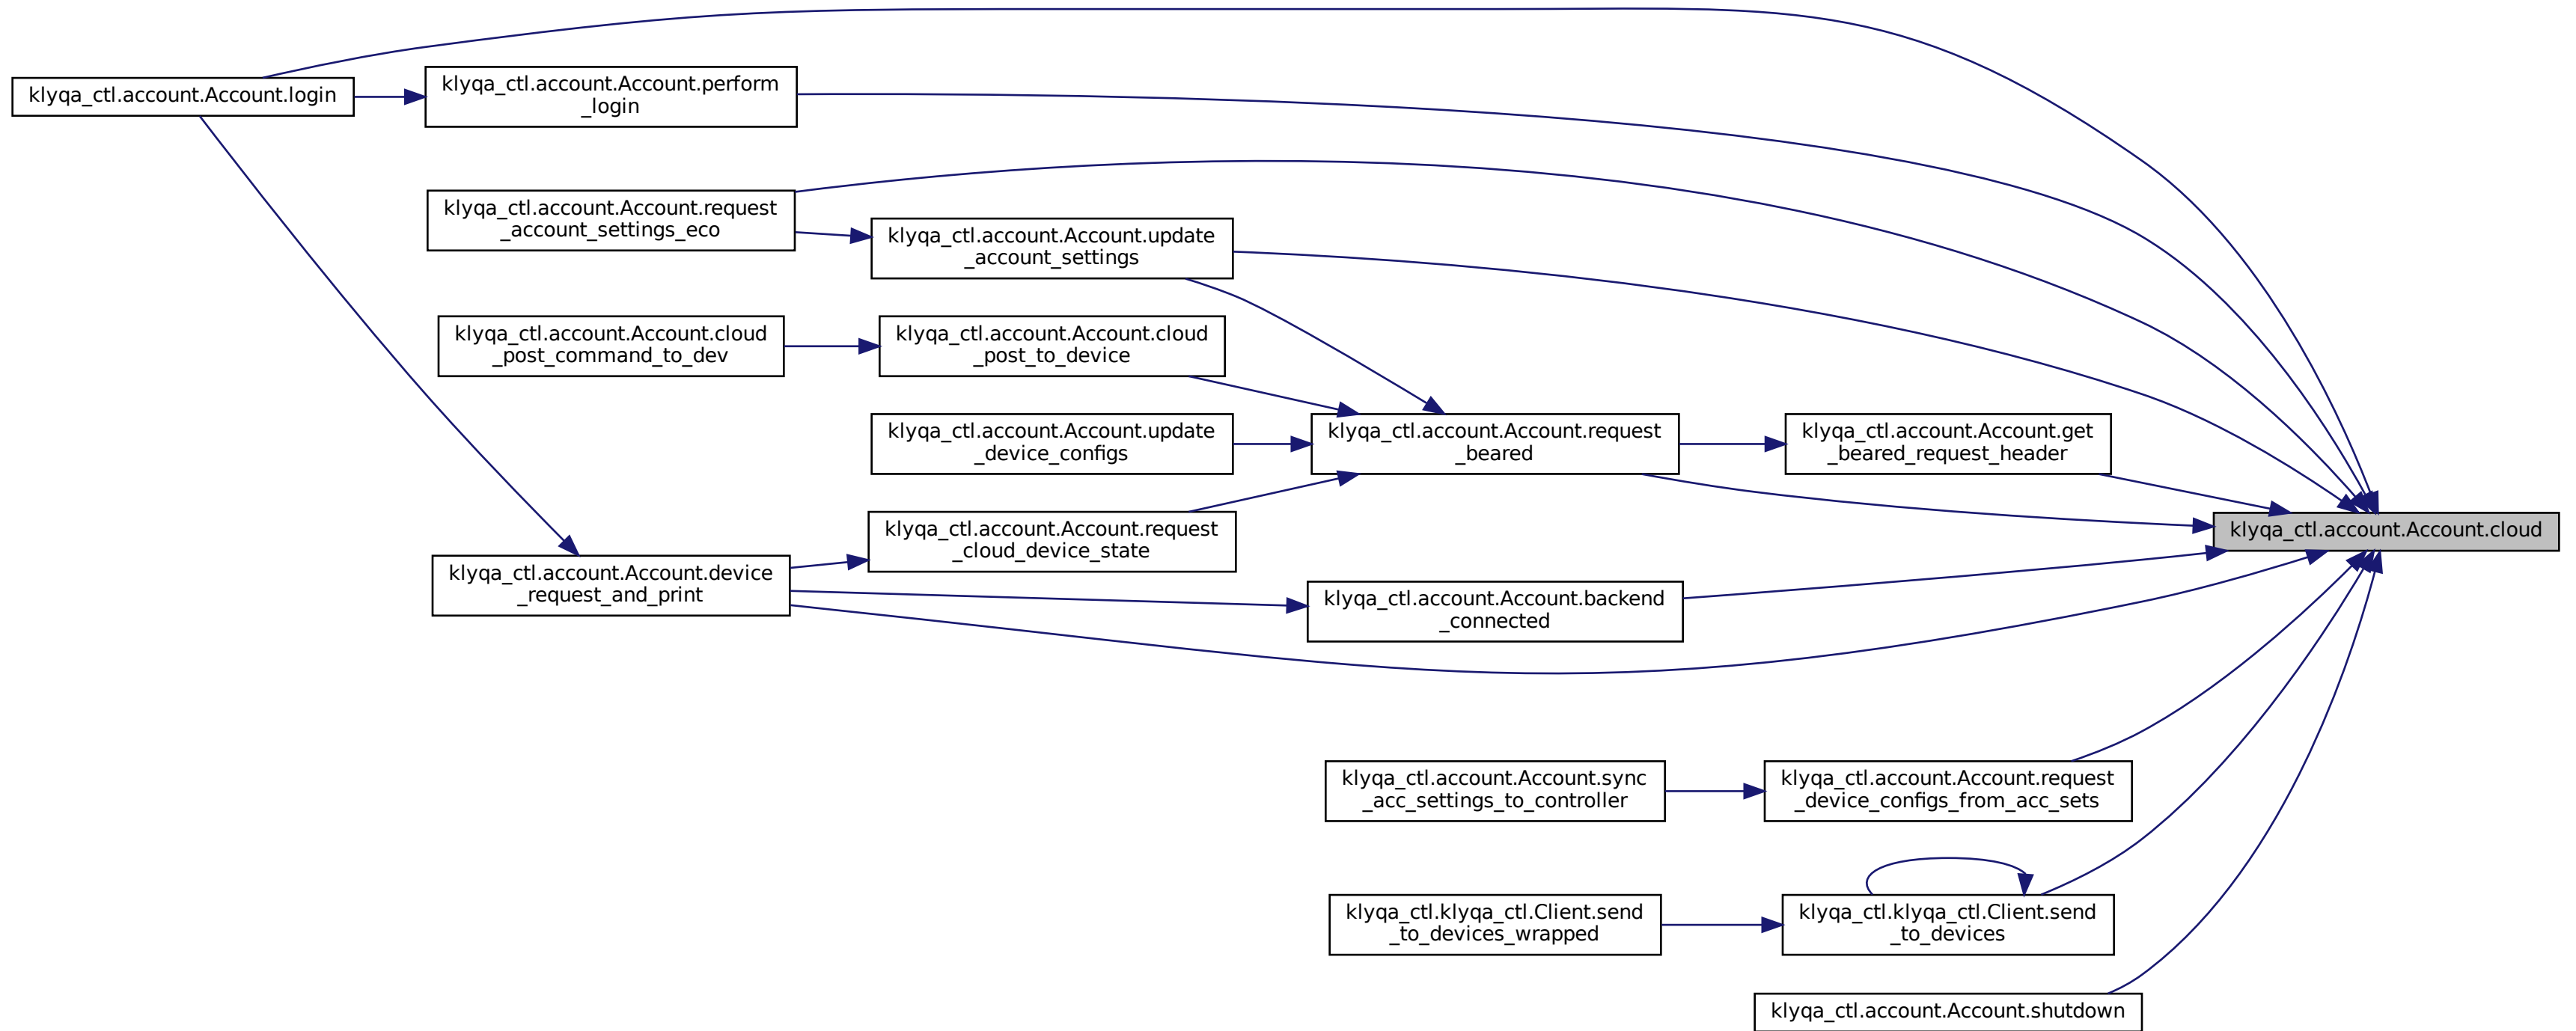 klyqa_ctl.account.Account.login
klyqa_ctl.account.Account.perform
_login
klyqa_ctl.account.Account.request
_account_settings_eco
klyqa_ctl.account.Account.update
_account_settings
klyqa_ctl.account.Account.cloud
_post_command_to_dev
klyqa_ctl.account.Account.cloud
_post_to_device
klyqa_ctl.account.Account.update
_device_configs
klyqa_ctl.account.Account.request
_beared
klyqa_ctl.account.Account.get
_beared_request_header
klyqa_ctl.account.Account.request
_cloud_device_state
klyqa_ctl.account.Account.cloud
klyqa_ctl.account.Account.device
_request_and_print
klyqa_ctl.account.Account.backend
_connected
klyqa_ctl.account.Account.sync
_acc_settings_to_controller
klyqa_ctl.account.Account.request
_device_configs_from_acc_sets
klyqa_ctl.klyqa_ctl.Client.send
_to_devices_wrapped
klyqa_ctl.klyqa_ctl.Client.send
_to_devices
klyqa_ctl.account.Account.shutdown